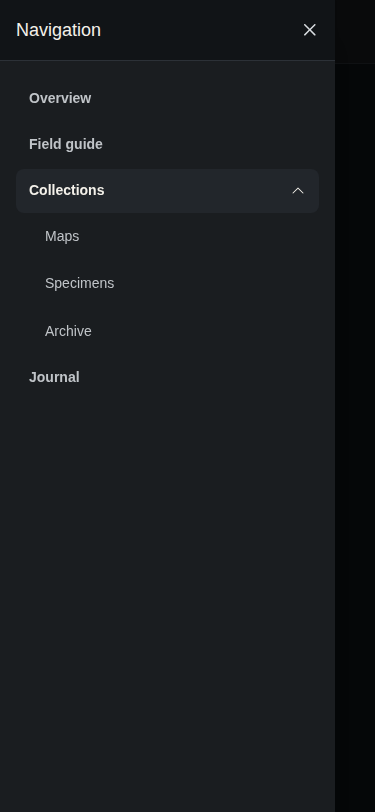 Navigation
Overview
Field guide
Collections
Maps
Specimens
Archive
Journal